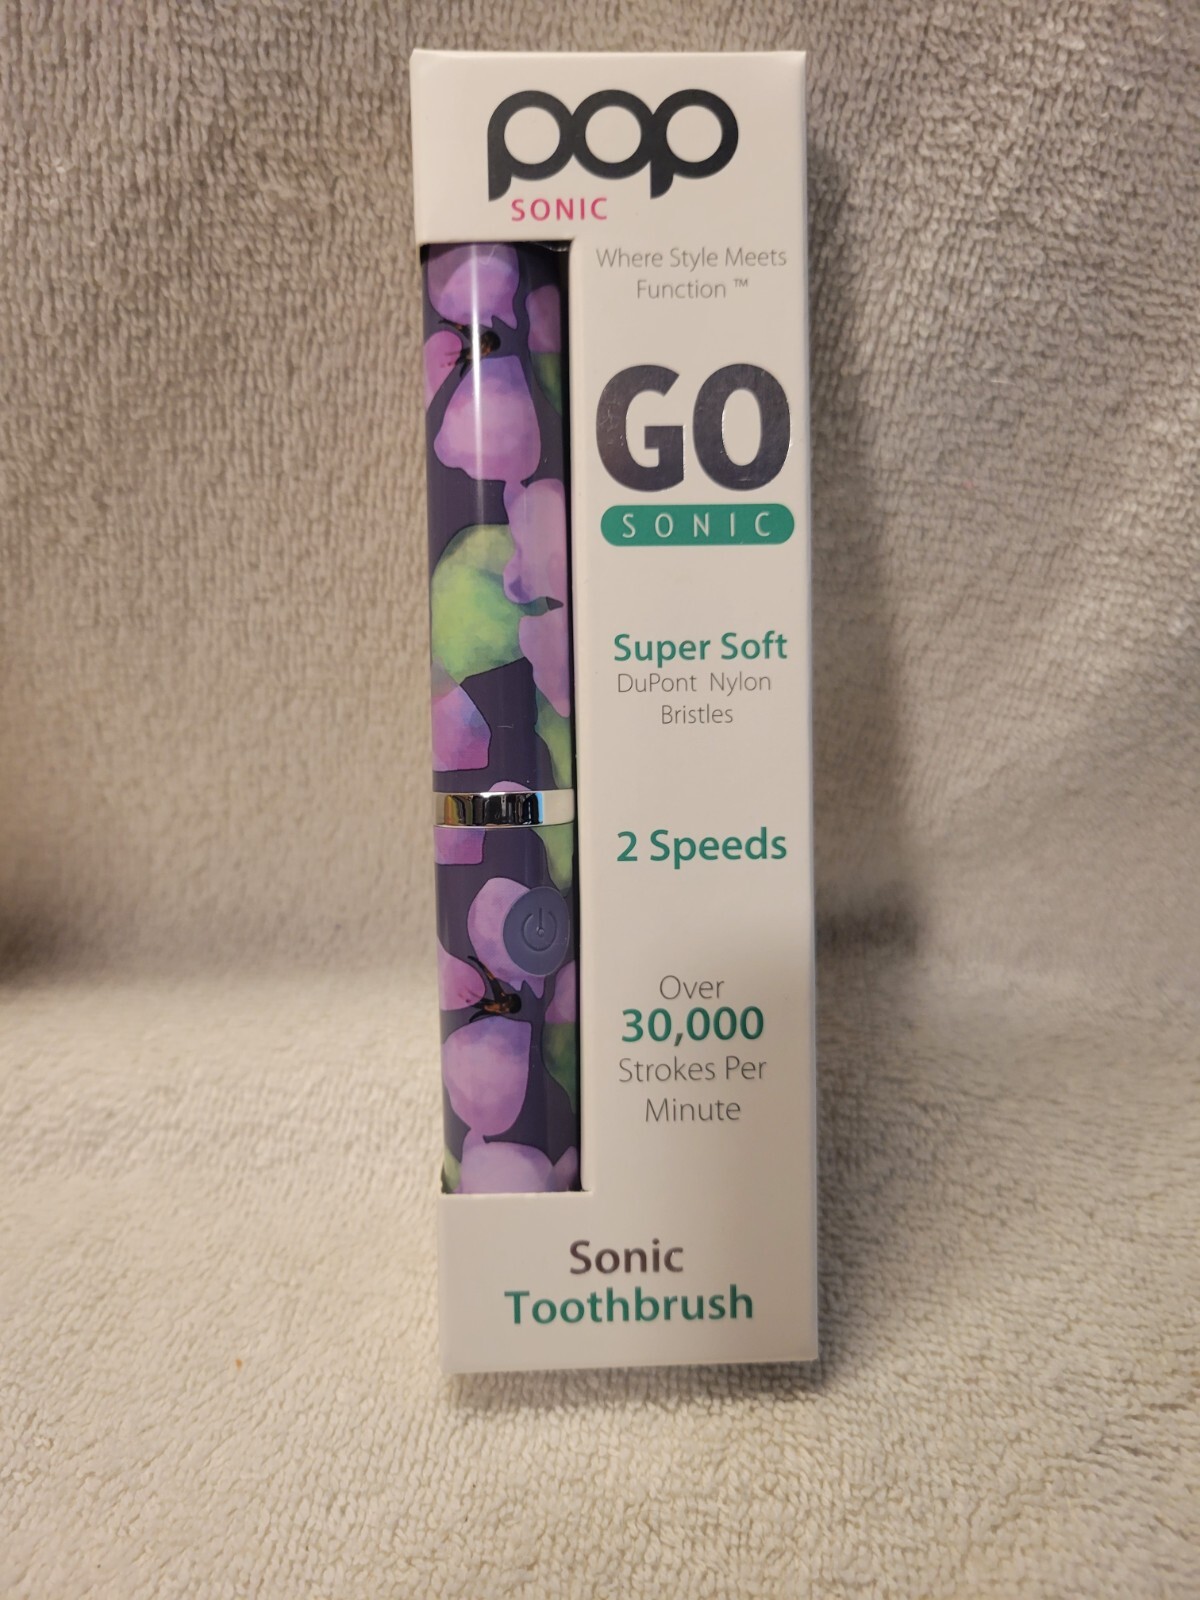 pop
SONIC
Where Style Meets
Function ™
GO
SONIC
Super Soft
DuPont Nylon
Bristles
2 Speeds
Over
30,000
Strokes Per
Minute
Sonic
Toothbrush